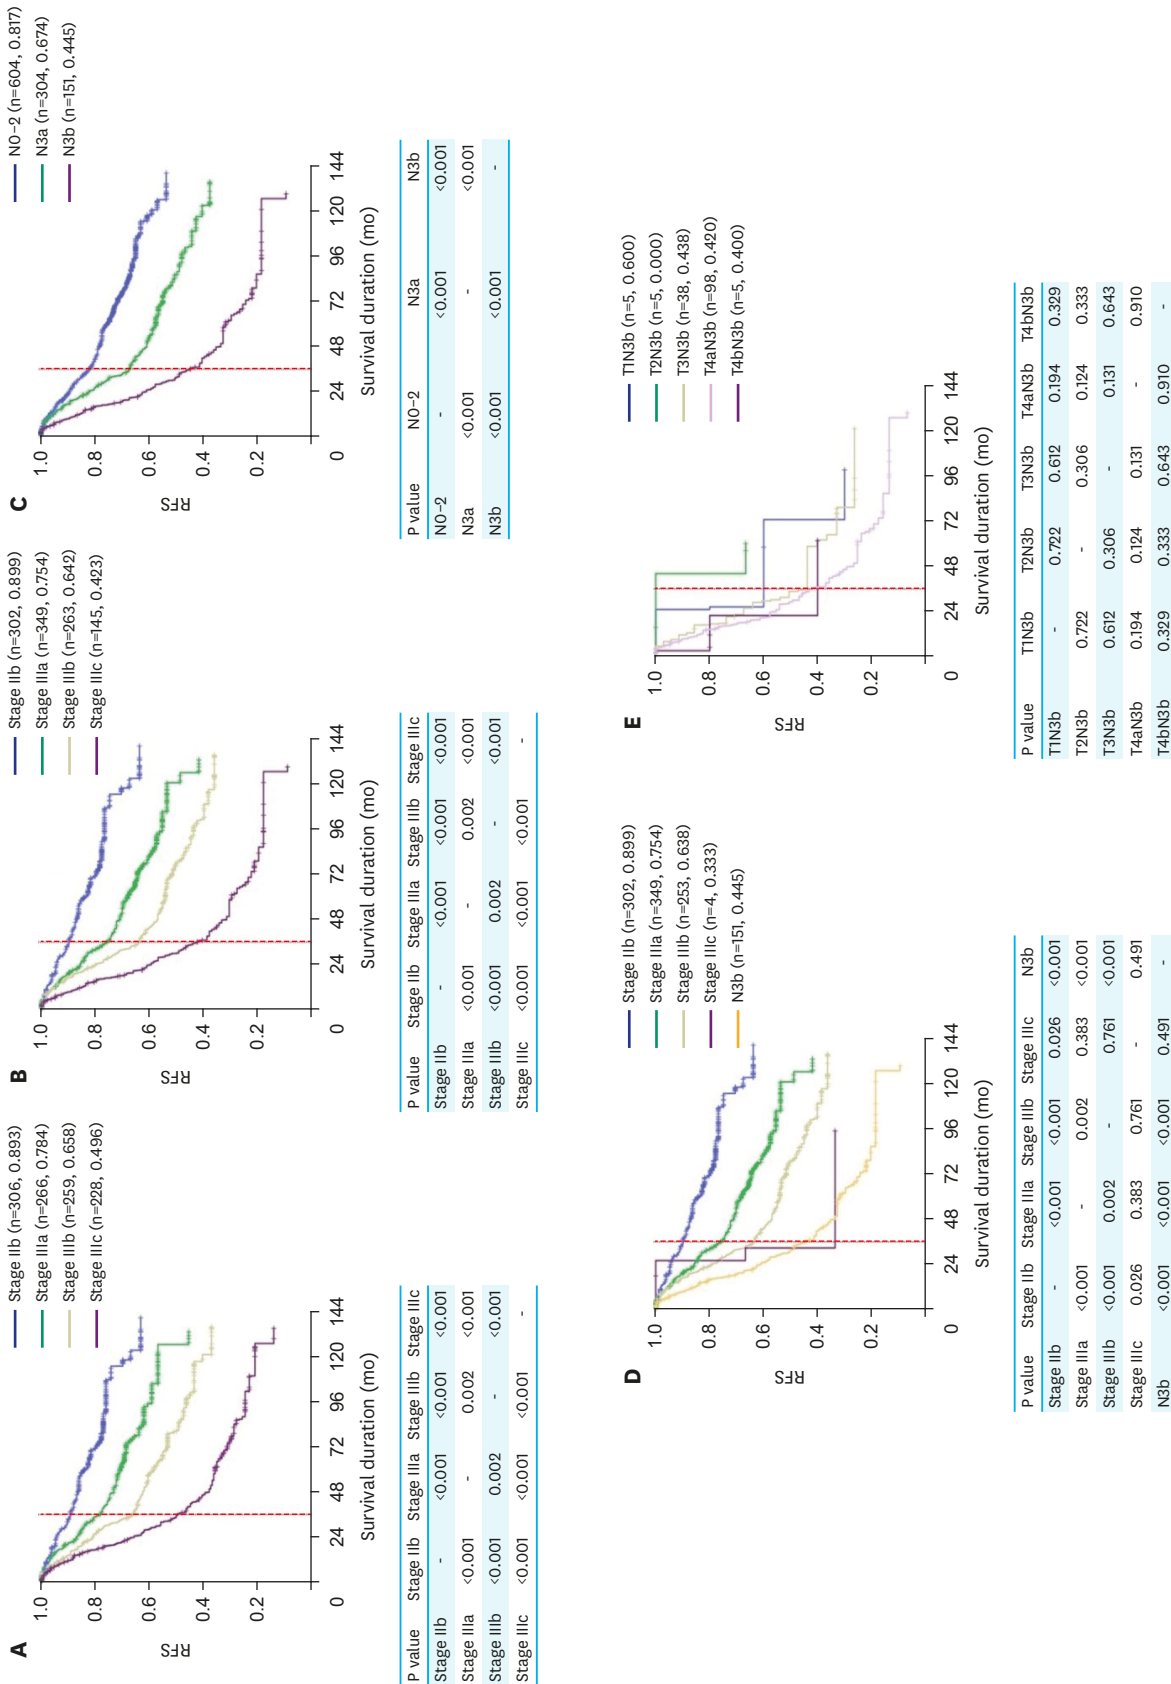 A
Stage IIb (n=306, 0.893)
Stage IIIa (n=266, 0.784)
Stage IIIb (n=259, 0.658)
Stage IIIc (n=228, 0.496)
1.0
0.8
0.6
0.4
0.2
RFS
0 24 48 72 96 120 144
Survival duration (mo)
P value Stage IIb Stage IIIa Stage IIIb Stage IIIc
Stage IIb - <0.001 <0.001 <0.001
Stage IIIa <0.001 - 0.002 <0.001
Stage IIIb <0.001 0.002 - <0.001
Stage IIIc <0.001 <0.001 <0.001 -
B
Stage IIb (n=302, 0.899)
Stage IIIa (n=349, 0.754)
Stage IIIb (n=263, 0.642)
Stage IIIc (n=145, 0.423)
1.0
0.8
0.6
0.4
0.2
RFS
0 24 48 72 96 120 144
Survival duration (mo)
P value Stage IIb Stage IIIa Stage IIIb Stage IIIc
Stage IIb - <0.001 <0.001 <0.001
Stage IIIa <0.001 - 0.002 <0.001
Stage IIIb <0.001 0.002 - <0.001
Stage IIIc <0.001 <0.001 <0.001 -
C
N0-2 (n=604, 0.817)
N3a (n=304, 0.674)
N3b (n=151, 0.445)
1.0
0.8
0.6
0.4
0.2
RFS
0 24 48 72 96 120 144
Survival duration (mo)
P value N0-2 N3a N3b
N0-2 - <0.001 <0.001
N3a <0.001 - <0.001
N3b <0.001 <0.001 -
D
Stage IIb (n=302, 0.899)
Stage IIIa (n=349, 0.754)
Stage IIIb (n=253, 0.638)
Stage IIIc (n=4, 0.333)
N3b (n=151, 0.445)
1.0
0.8
0.6
0.4
0.2
RFS
0 24 48 72 96 120 144
Survival duration (mo)
P value Stage IIb Stage IIIa Stage IIIb Stage IIIc N3b
Stage IIb - <0.001 <0.001 0.026 <0.001
Stage IIIa <0.001 - 0.002 0.383 <0.001
Stage IIIb <0.001 0.002 - 0.761 <0.001
Stage IIIc 0.026 0.383 0.761 - 0.491
N3b <0.001 <0.001 <0.001 0.491 -
E
T1N3b (n=5, 0.600)
T2N3b (n=5, 0.000)
T3N3b (n=38, 0.438)
T4aN3b (n=98, 0.420)
T4bN3b (n=5, 0.400)
1.0
0.8
0.6
0.4
0.2
RFS
0 24 48 72 96 120 144
Survival duration (mo)
P value T1N3b T2N3b T3N3b T4aN3b T4bN3b
T1N3b - 0.722 0.612 0.194 0.329
T2N3b 0.722 - 0.306 0.124 0.333
T3N3b 0.612 0.306 - 0.131 0.643
T4aN3b 0.194 0.124 0.131 - 0.910
T4bN3b 0.329 0.333 0.643 0.910 -